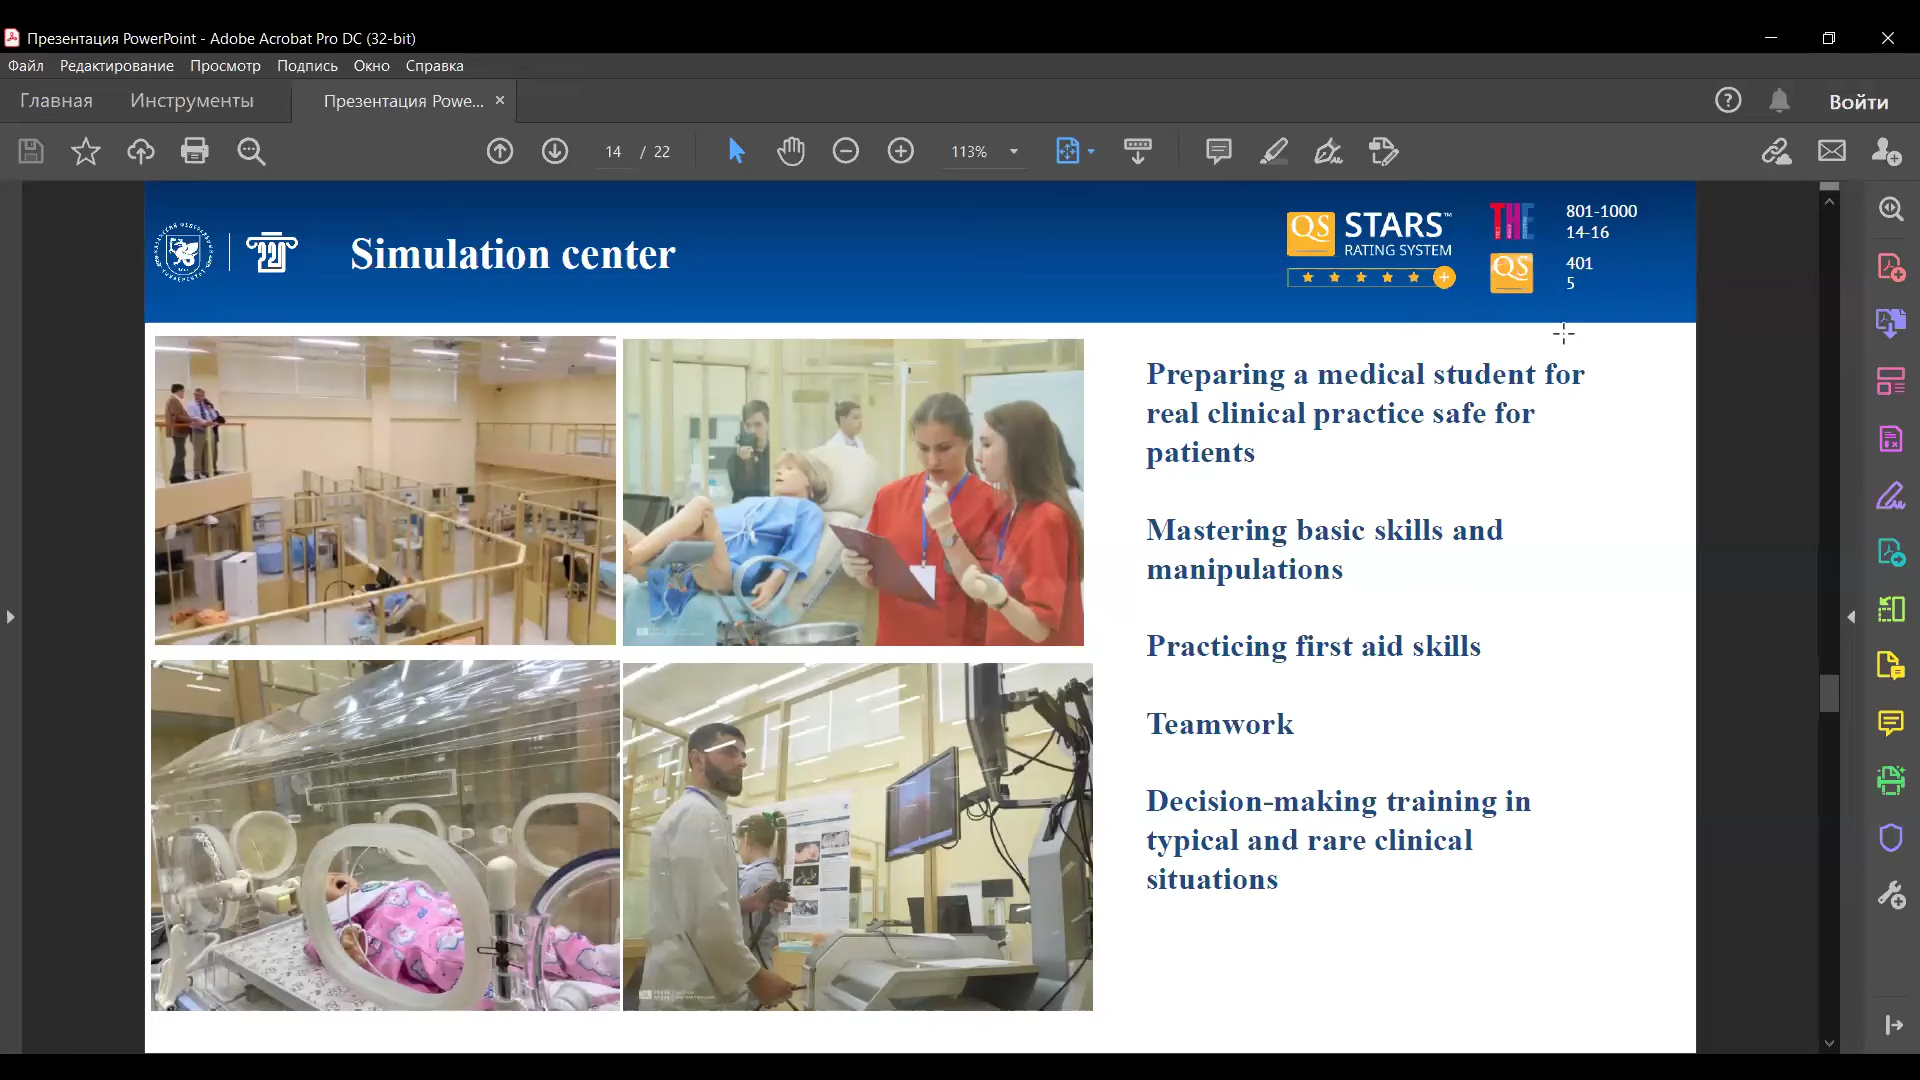 Презентация PowerPoint - Adobe Acrobat Pro DC (32-bit)
Файл Редактирование Просмотр Подпись Окно Справка
Главная Инструменты Презентация Powe...
Войти
14 / 22 113%
Simulation center
QS STARS™
RATING SYSTEM
THE 801-1000
14-16
QS 401
5
Preparing a medical student for
real clinical practice safe for
patients
Mastering basic skills and
manipulations
Practicing first aid skills
Teamwork
Decision-making training in
typical and rare clinical
situations